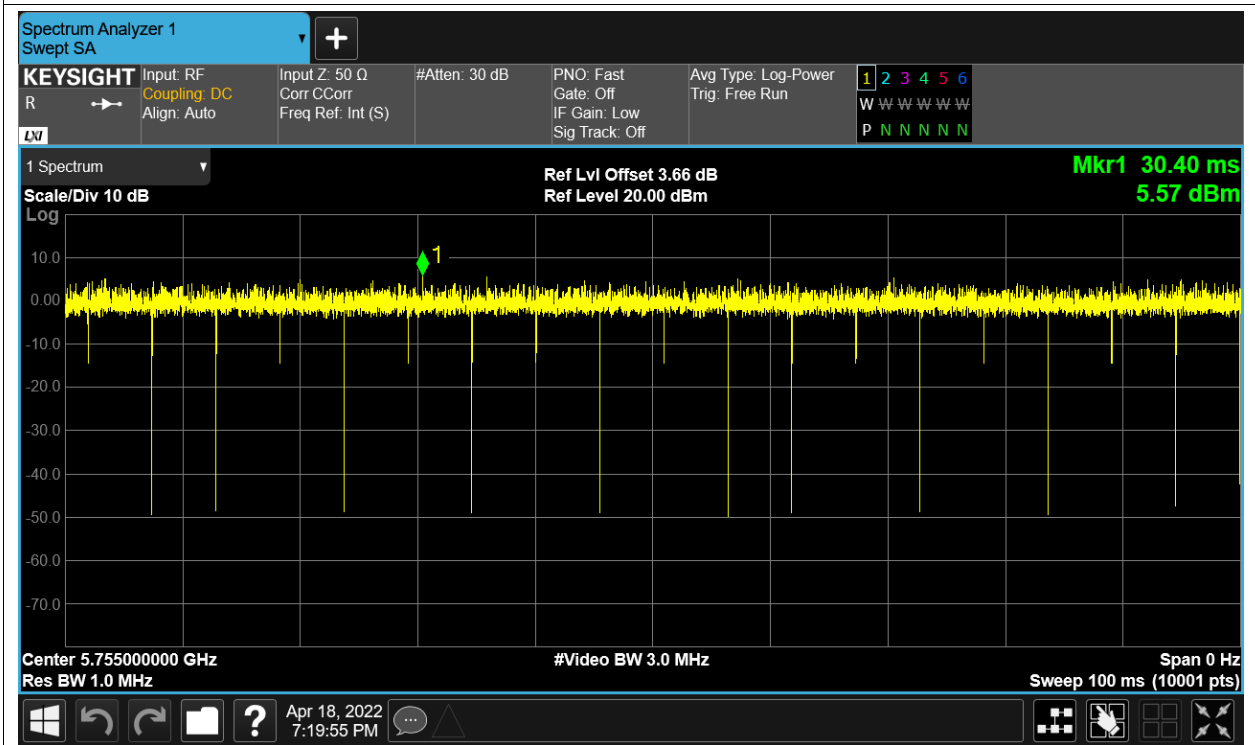 Spectrum Analyzer 1
Swept SA
KEYSIGHT
R
LXI
Input: RF
Coupling: DC
Align: Auto
Input Z: 50 Ω
Corr CCorr
Freq Ref: Int (S)
#Atten: 30 dB
PNO: Fast
Gate: Off
IF Gain: Low
Sig Track: Off
Avg Type: Log-Power
Trig: Free Run
1 2 3 4 5 6
W W W W W W
P N N N N N
1 Spectrum
Scale/Div 10 dB
Ref Lvl Offset 3.66 dB
Ref Level 20.00 dBm
Mkr1 30.40 ms
5.57 dBm
Log
1
10.0
0.00
-10.0
-20.0
-30.0
-40.0
-50.0
-60.0
-70.0
Center 5.755000000 GHz
Res BW 1.0 MHz
#Video BW 3.0 MHz
Span 0 Hz
Sweep 100 ms (10001 pts)
?
Apr 18, 2022
7:19:55 PM